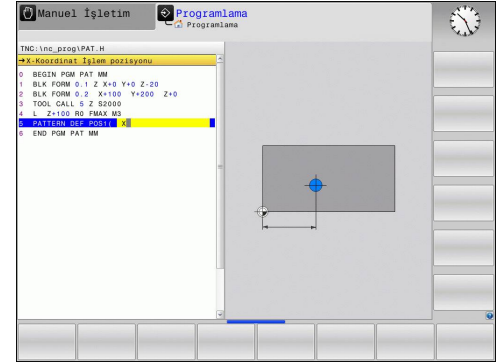 Manuel İşletim
Programlama
Programlama
TNC:\nc_prog\PAT.H
→X-Koordinat İşlem pozisyonu
0 BEGIN PGM PAT MM
1 BLK FORM 0.1 Z X+0 Y+0 Z-20
2 BLK FORM 0.2 X+100 Y+200 Z+0
3 TOOL CALL 5 Z S2000
4 L Z+100 R0 FMAX M3
5 PATTERN DEF POS1( X
6 END PGM PAT MM